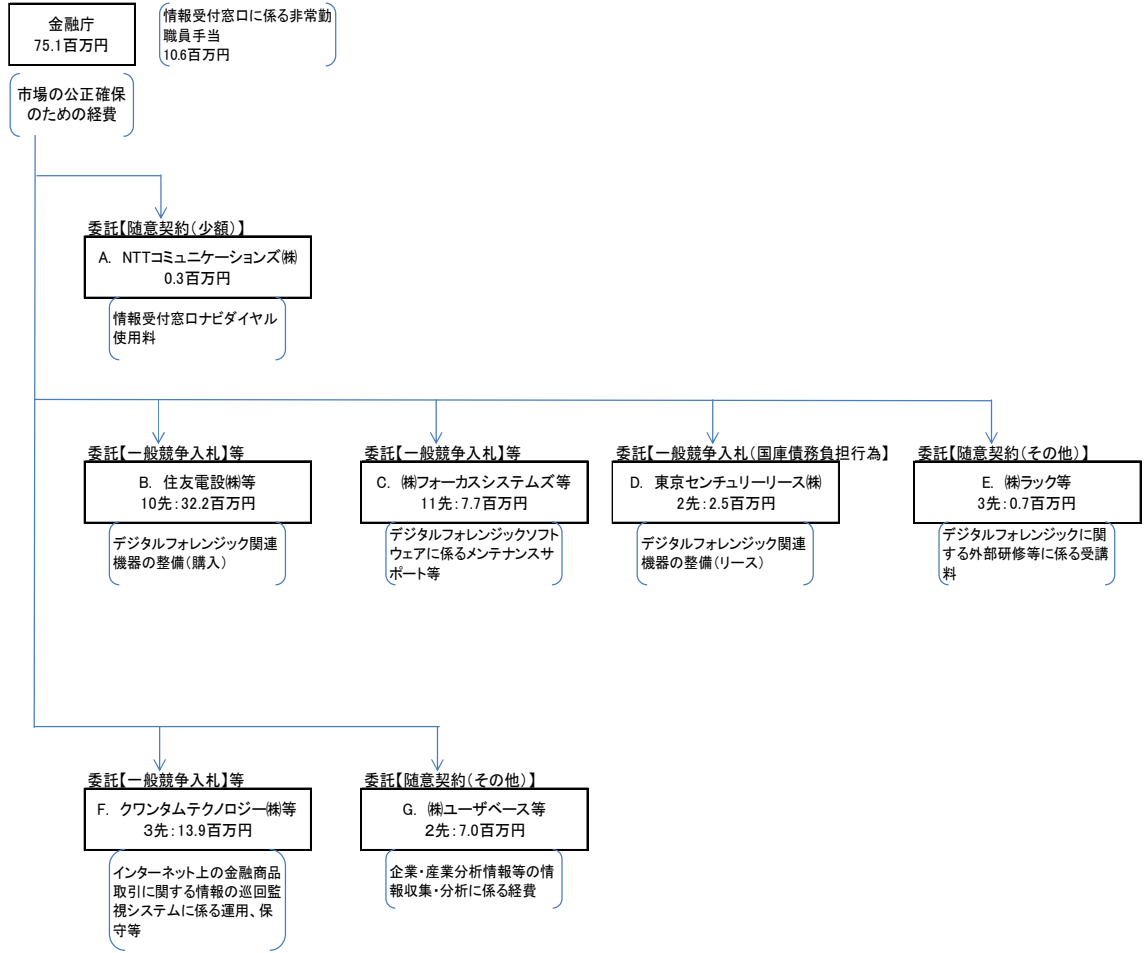 金融庁
75.1百万円
情報受付窓口に係る非常勤
職員手当
10.6百万円
市場の公正確保
のための経費
委託【随意契約(少額)】
A. NTTコミュニケーションズ㈱
0.3百万円
情報受付窓口ナビダイヤル
使用料
委託【一般競争入札】等
B. 住友電設㈱等
10先:32.2百万円
デジタルフォレンジック関連
機器の整備(購入)
委託【一般競争入札】等
C. ㈱フォーカスシステムズ等
11先:7.7百万円
デジタルフォレンジックソフト
ウェアに係るメンテナンスサ
ポート等
委託【一般競争入札(国庫債務負担行為】
D. 東京センチュリーリース㈱
2先:2.5百万円
デジタルフォレンジック関連
機器の整備(リース)
委託【随意契約(その他)】
E. ㈱ラック等
3先:0.7百万円
デジタルフォレンジックに関
する外部研修等に係る受講
料
委託【一般競争入札】等
F. クワンタムテクノロジー㈱等
3先:13.9百万円
インターネット上の金融商品
取引に関する情報の巡回監
視システムに係る運用、保
守等
委託【随意契約(その他)】
G. ㈱ユーザベース等
2先:7.0百万円
企業・産業分析情報等の情
報収集・分析に係る経費